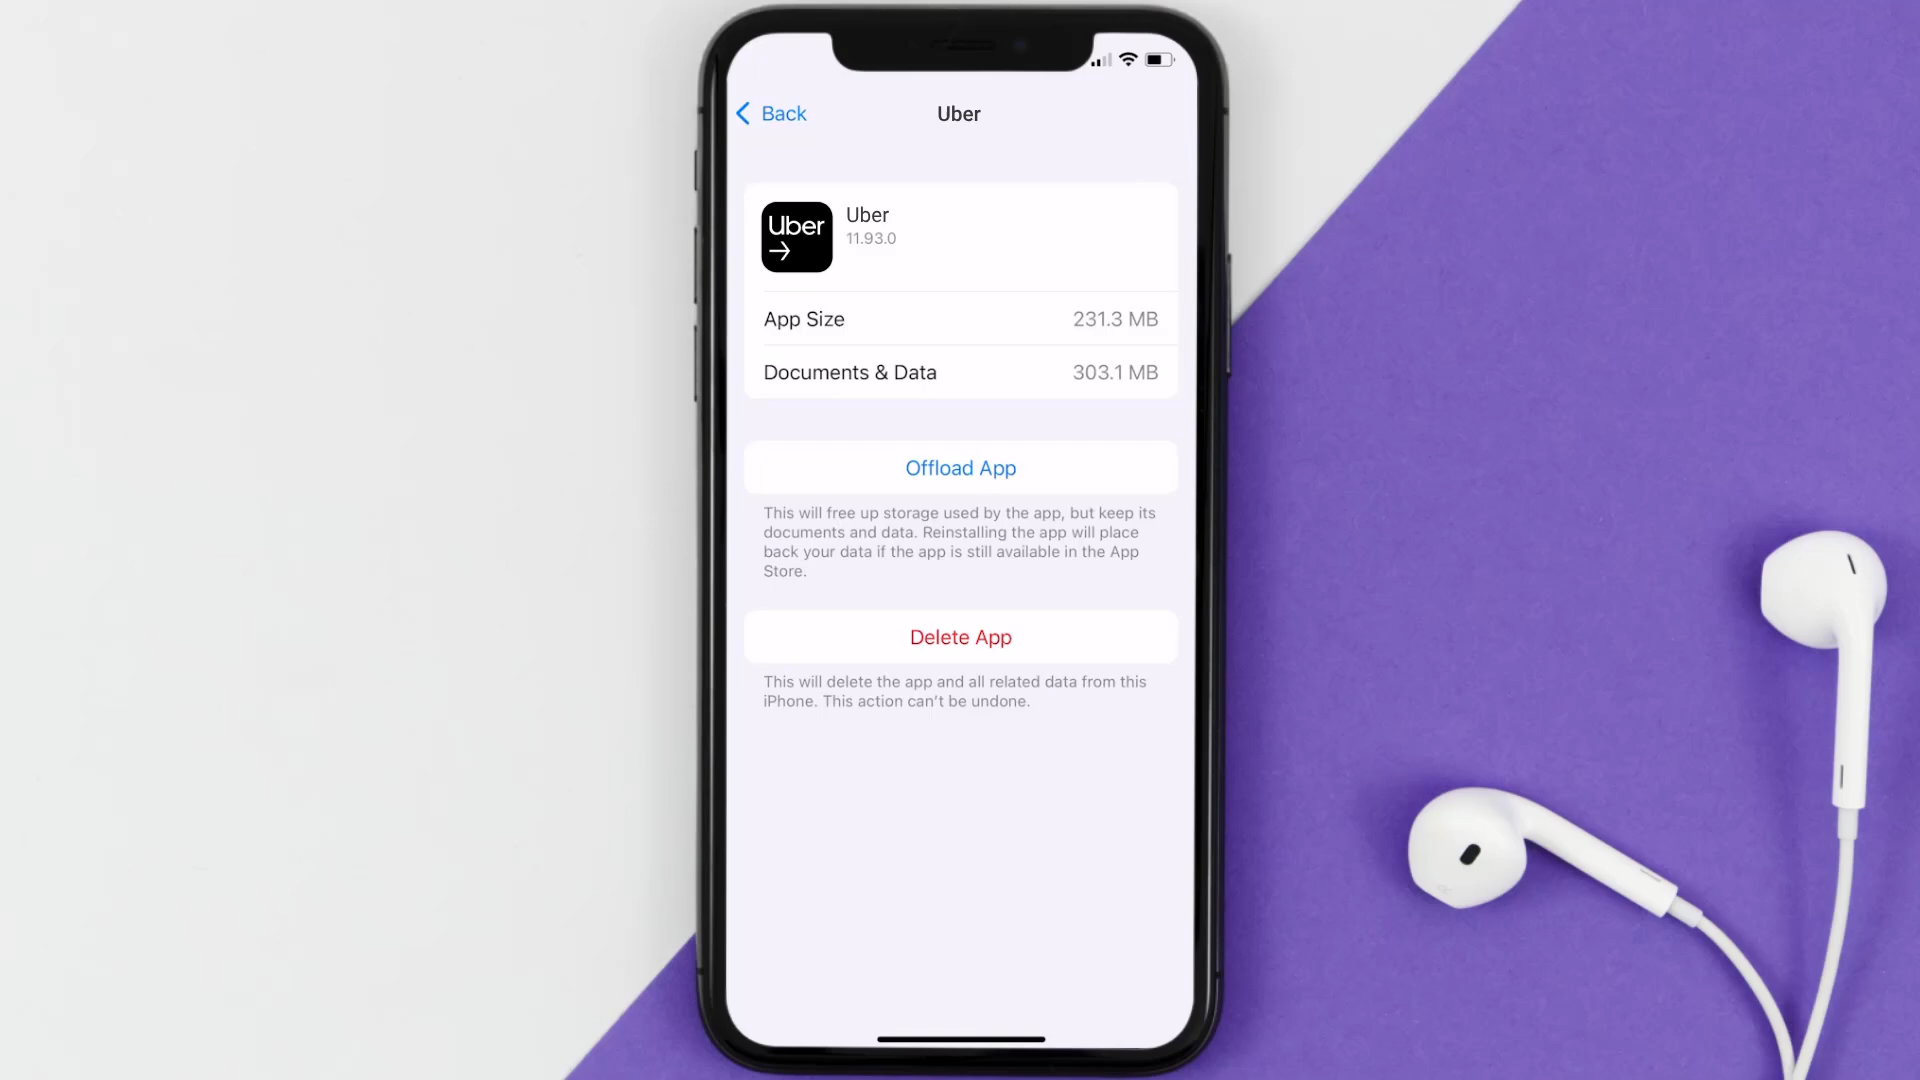 Back
Uber
Uber
→
Uber
11.93.0
App Size 231.3 MB
Documents & Data 303.1 MB
Offload App
This will free up storage used by the app, but keep its
documents and data. Reinstalling the app will place
back your data if the app is still available in the App
Store.
Delete App
This will delete the app and all related data from this
iPhone. This action can’t be undone.